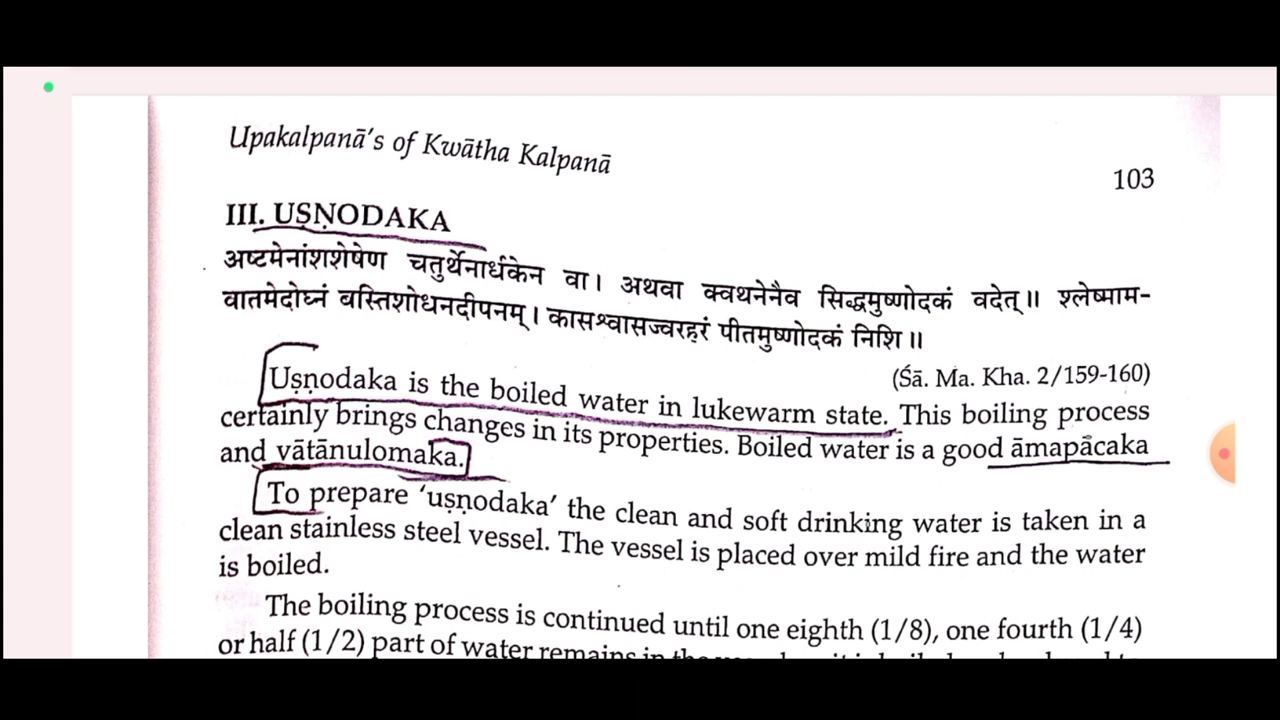 Upakalpanā's of Kwātha Kalpanā
103
III. UṢṆODAKA
अष्टमेनांशशेषेण चतुर्थेनार्धकेन वा। अथवा क्वथनेनैव सिद्धमुष्णोदकं वदेत्॥ श्लेष्माम-
वातमेदोघ्नं बस्तिशोधनदीपनम्। कासश्वासज्वरहरं पीतमुष्णोदकं निशि॥
(Śā. Ma. Kha. 2/159-160)
Uṣṇodaka is the boiled water in lukewarm state. This boiling process
certainly brings changes in its properties. Boiled water is a good āmapācaka
and vātānulomaka.
To prepare 'uṣṇodaka' the clean and soft drinking water is taken in a
clean stainless steel vessel. The vessel is placed over mild fire and the water
is boiled.
The boiling process is continued until one eighth (1/8), one fourth (1/4)
or half (1/2) part of water remains in the